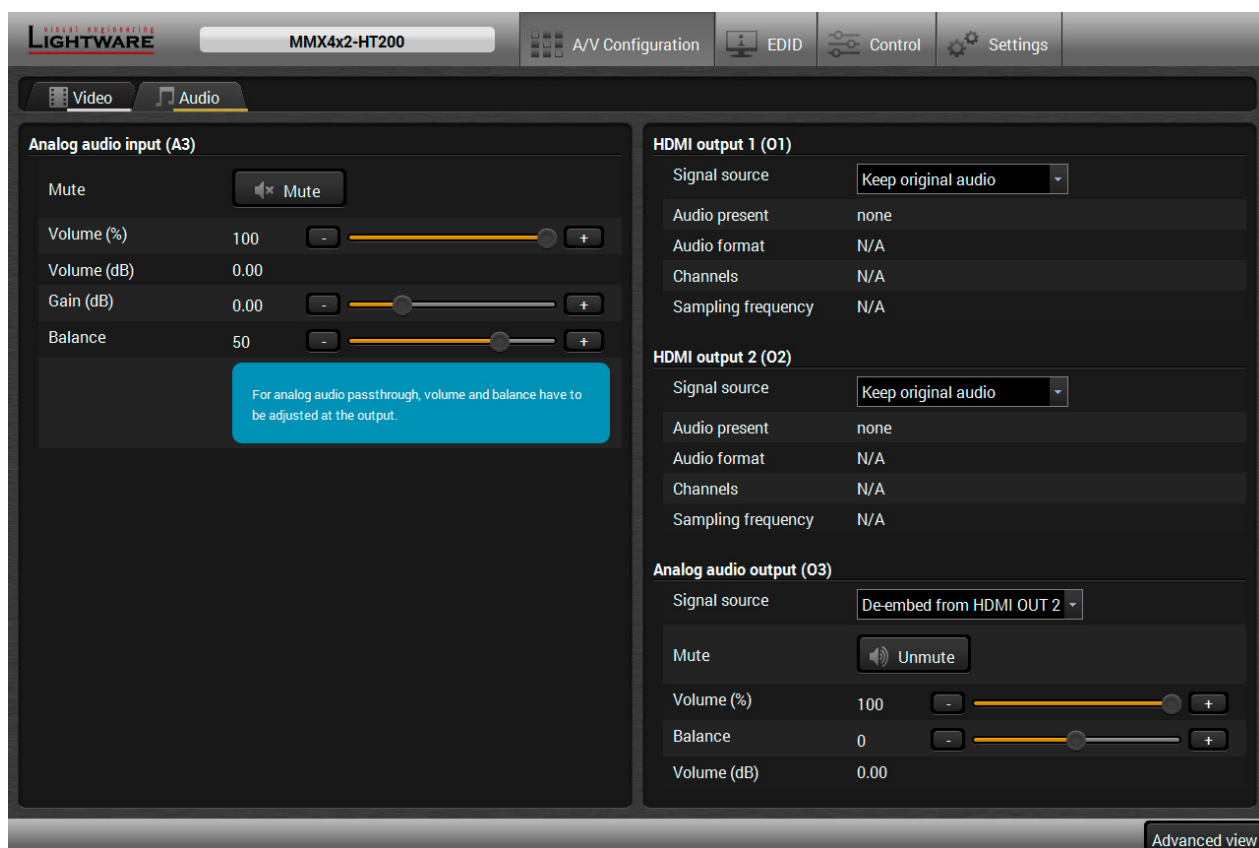 visual engineering
LIGHTWARE
MMX4x2-HT200
A/V Configuration
EDID
Control
Settings
Video
Audio
Analog audio input (A3)
Mute
Mute
Volume (%)
100
-
+
Volume (dB)
0.00
Gain (dB)
0.00
-
+
Balance
50
-
+
For analog audio passthrough, volume and balance have to
be adjusted at the output.
HDMI output 1 (O1)
Signal source
Keep original audio
Audio present
none
Audio format
N/A
Channels
N/A
Sampling frequency
N/A
HDMI output 2 (O2)
Signal source
Keep original audio
Audio present
none
Audio format
N/A
Channels
N/A
Sampling frequency
N/A
Analog audio output (O3)
Signal source
De-embed from HDMI OUT 2
Mute
Unmute
Volume (%)
100
-
+
Balance
0
-
+
Volume (dB)
0.00
Advanced view